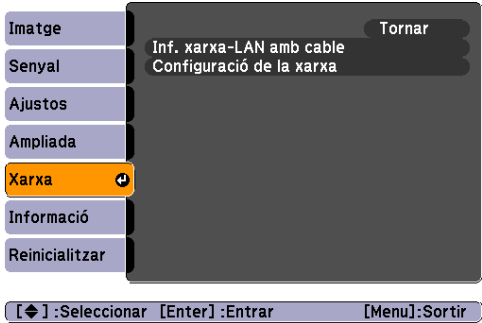 Imatge
Senyal
Ajustos
Ampliada
Xarxa
Informació
Reinicialitzar
Tornar
Inf. xarxa-LAN amb cable
Configuració de la xarxa
[◆] :Seleccionar [Enter] :Entrar [Menu]:Sortir